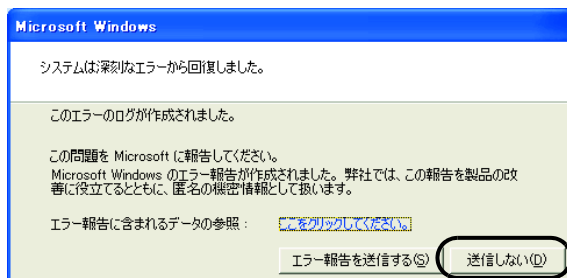 Microsoft Windows
システムは深刻なエラーから回復しました。
このエラーのログが作成されました。
この問題を Microsoft に報告してください。
Microsoft Windows のエラー報告が作成されました。弊社では、この報告を製品の改
善に役立てるとともに、匿名の機密情報として扱います。
エラー報告に含まれるデータの参照： ここをクリックしてください。
エラー報告を送信する(S) 送信しない(D)